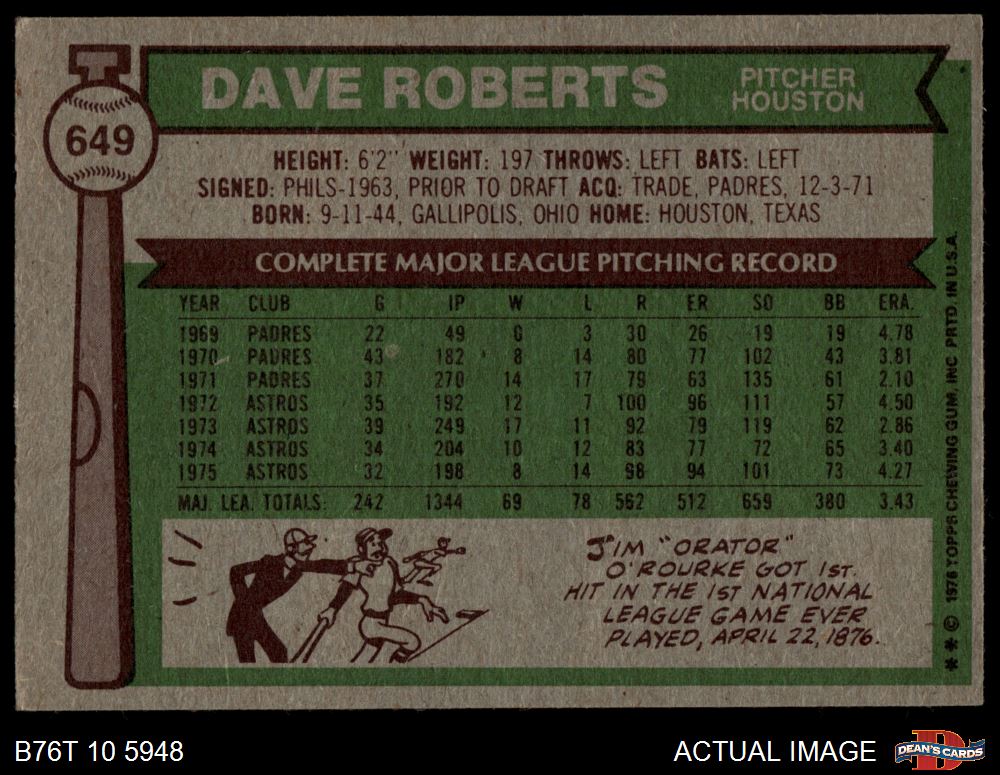 649
DAVE ROBERTS
PITCHER
HOUSTON
HEIGHT: 6'2" WEIGHT: 197 THROWS: LEFT BATS: LEFT
SIGNED: PHILS-1963, PRIOR TO DRAFT ACQ: TRADE, PADRES, 12-3-71
BORN: 9-11-44, GALLIPOLIS, OHIO HOME: HOUSTON, TEXAS
COMPLETE MAJOR LEAGUE PITCHING RECORD
YEAR CLUB G IP W L R ER SO BB ERA.
1969 PADRES 22 49 0 3 30 26 19 19 4.78
1970 PADRES 43 182 8 14 80 77 102 43 3.81
1971 PADRES 37 270 14 17 79 63 135 61 2.10
1972 ASTROS 35 192 12 7 100 96 111 57 4.50
1973 ASTROS 39 249 17 11 92 79 119 62 2.86
1974 ASTROS 34 204 10 12 83 77 72 65 3.40
1975 ASTROS 32 198 8 14 98 94 101 73 4.27
MAJ. LEA. TOTALS: 242 1344 69 78 562 512 659 380 3.43
JIM "ORATOR"
O'ROURKE GOT 1ST.
HIT IN THE 1ST NATIONAL
LEAGUE GAME EVER
PLAYED, APRIL 22, 1876.
** © 1976 TOPPS CHEWING GUM, INC PRTD. IN U.S.A.
B76T 10 5948
ACTUAL IMAGE
DEAN'S CARDS